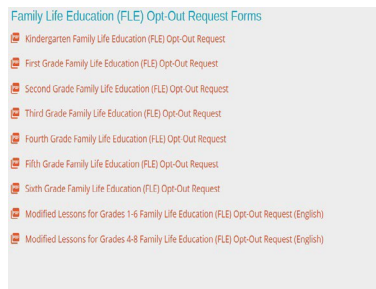 Family Life Education (FLE) Opt-Out Request Forms
Kindergarten Family Life Education (FLE) Opt-Out Request
First Grade Family Life Education (FLE) Opt-Out Request
Second Grade Family Life Education (FLE) Opt-Out Request
Third Grade Family Life Education (FLE) Opt-Out Request
Fourth Grade Family Life Education (FLE) Opt-Out Request
Fifth Grade Family Life Education (FLE) Opt-Out Request
Sixth Grade Family Life Education (FLE) Opt-Out Request
Modified Lessons for Grades 1-6 Family Life Education (FLE) Opt-Out Request (English)
Modified Lessons for Grades 4-8 Family Life Education (FLE) Opt-Out Request (English)